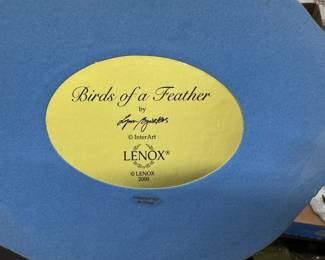 Birds of a Feather
by
© InterArt
LENOX®
© LENOX
2000